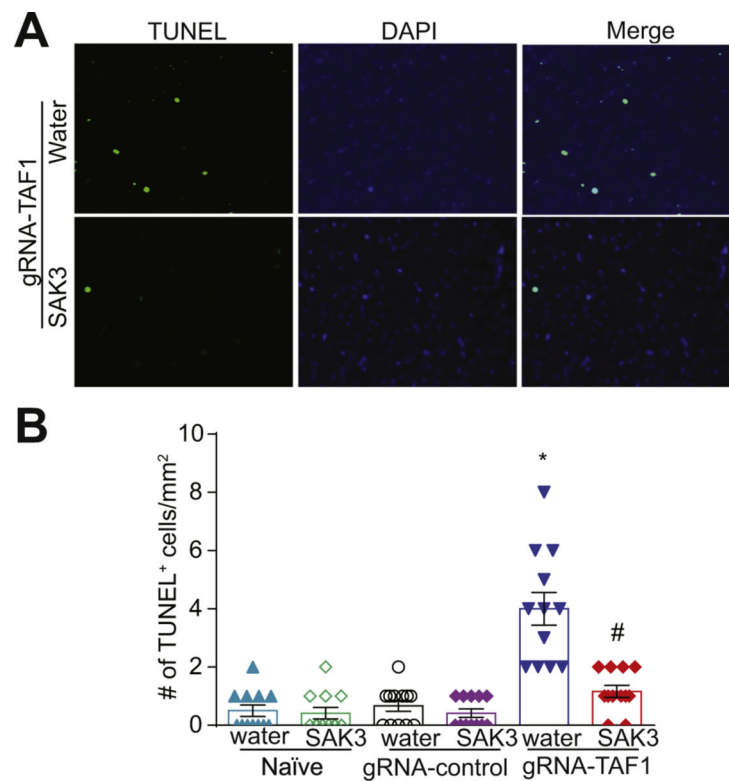 A
TUNEL DAPI Merge
gRNA-TAF1
Water
SAK3
B
# of TUNEL⁺ cells/mm²
10
8
6
4
2
0
*
#
water SAK3 water SAK3 water SAK3
Naïve gRNA-control gRNA-TAF1